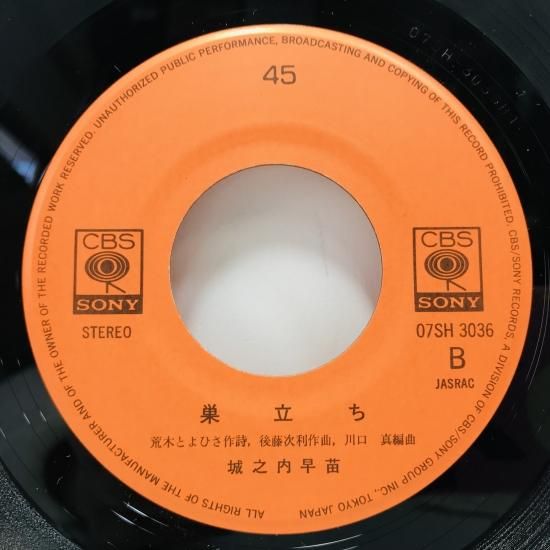 45
ALL RIGHTS OF THE MANUFACTURER AND OF THE OWNER OF THE RECORDED WORK RESERVED. UNAUTHORIZED PUBLIC PERFORMANCE, BROADCASTING AND COPYING OF THIS RECORD PROHIBITED. CBS/SONY RECORDS, A DIVISION OF CBS/SONY GROUP INC., TOKYO JAPAN
CBS
SONY
STEREO
CBS
SONY
07SH 3036
B
JASRAC
巣立ち
荒木とよひさ作詩, 後藤次利作曲, 川口 真編曲
城之内早苗